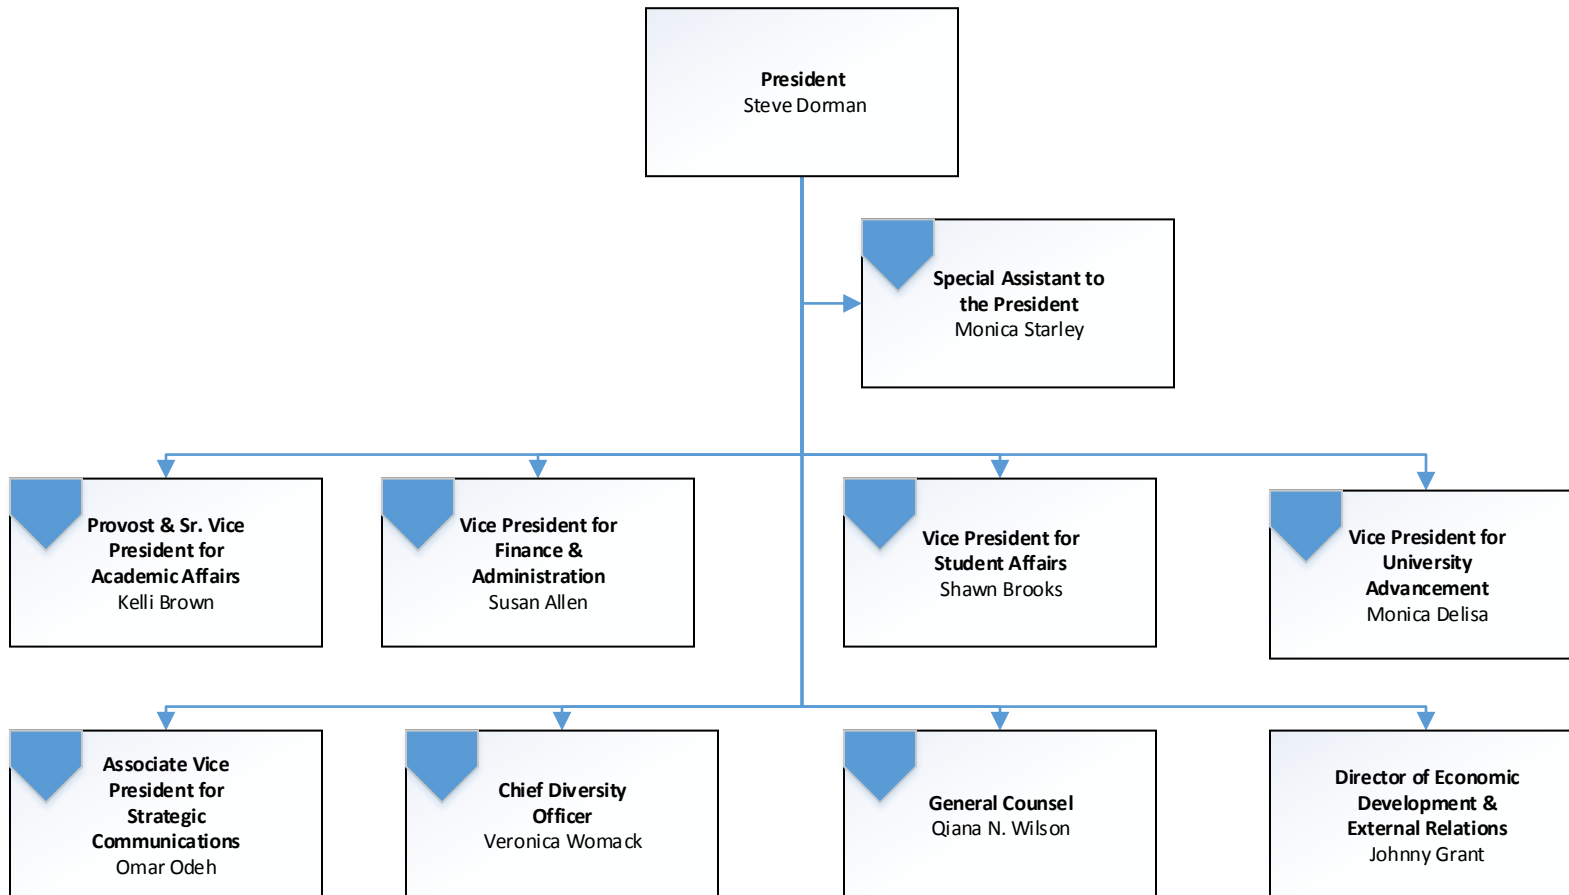 President
Steve Dorman
Special Assistant to
the President
Monica Starley
Provost & Sr. Vice
President for
Academic Affairs
Kelli Brown
Vice President for
Finance &
Administration
Susan Allen
Vice President for
Student Affairs
Shawn Brooks
Vice President for
University
Advancement
Monica Delisa
Associate Vice
President for
Strategic
Communications
Omar Odeh
Chief Diversity
Officer
Veronica Womack
General Counsel
Qiana N. Wilson
Director of Economic
Development &
External Relations
Johnny Grant